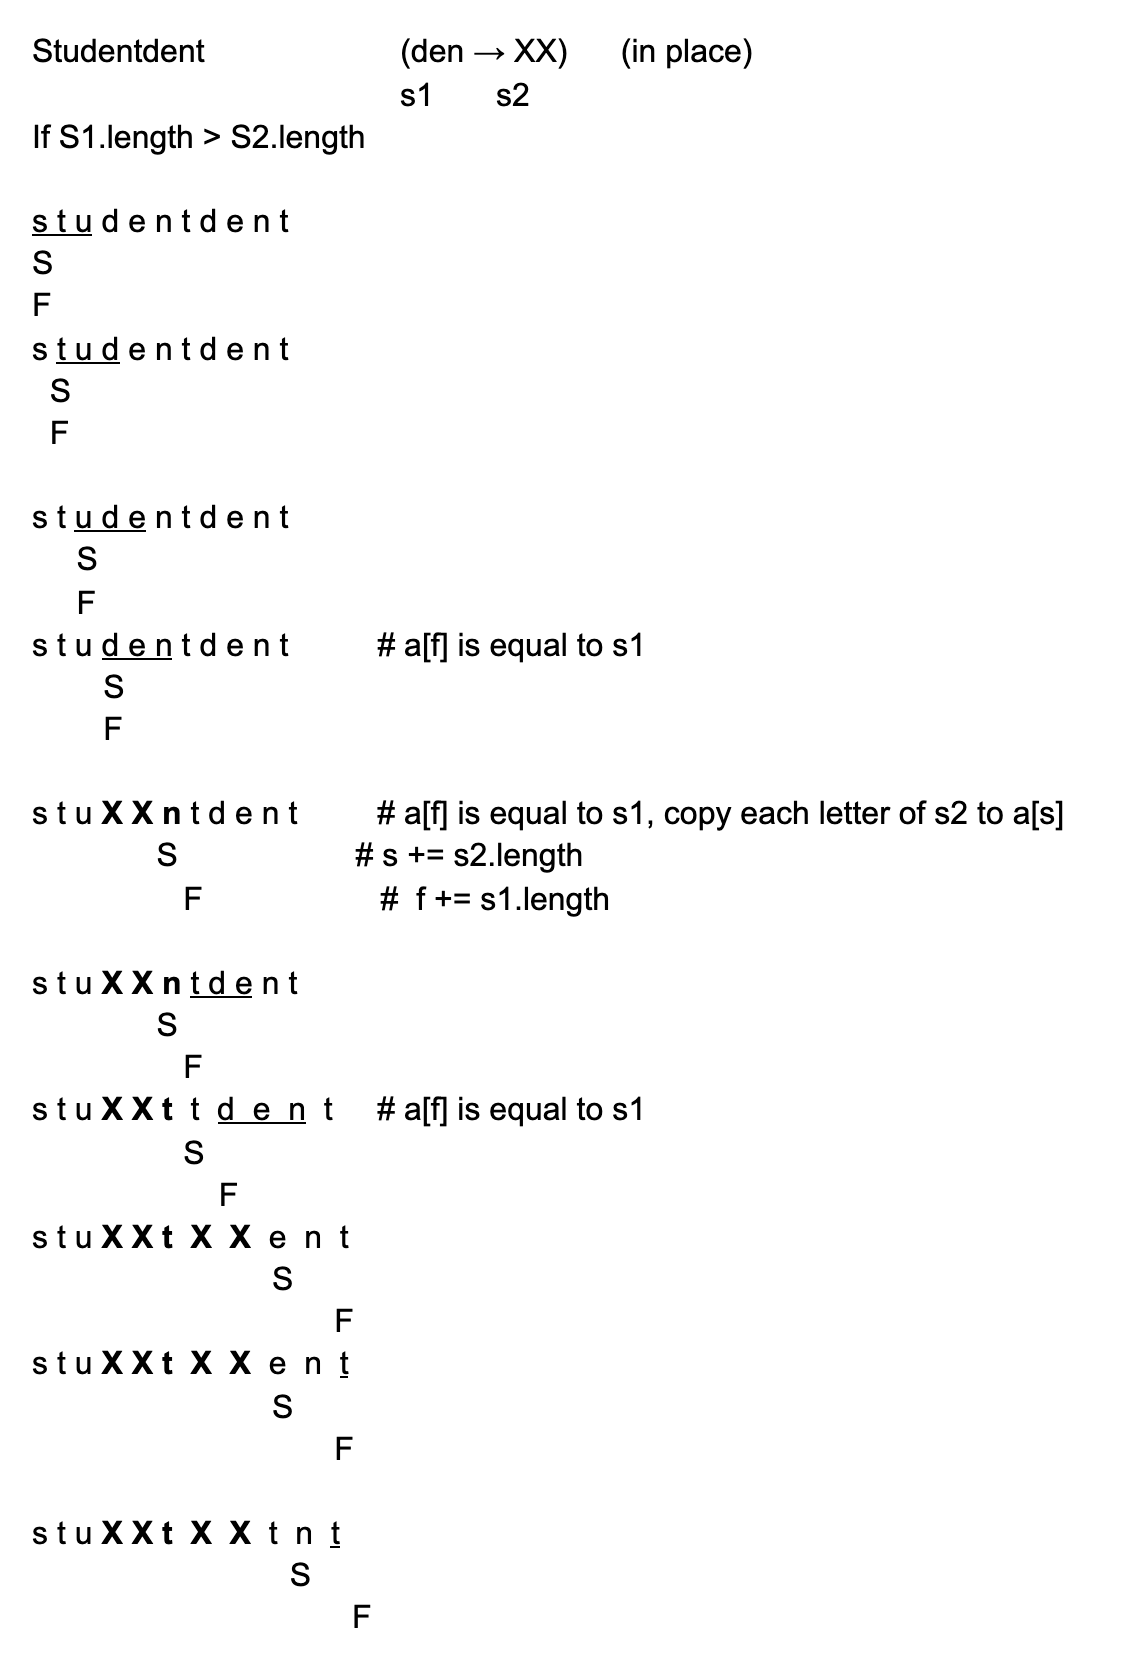 Studentdent (den → XX) (in place)
s1 s2
If S1.length > S2.length
s t u d e n t d e n t
S
F
s t u d e n t d e n t
S
F
s t u d e n t d e n t
S
F
s t u d e n t d e n t # a[f] is equal to s1
S
F
s t u X X n t d e n t # a[f] is equal to s1, copy each letter of s2 to a[s]
S # s += s2.length
F # f += s1.length
s t u X X n t d e n t
S
F
s t u X X t t d e n t # a[f] is equal to s1
S
F
s t u X X t X X e n t
S
F
s t u X X t X X e n t
S
F
s t u X X t X X t n t
S
F